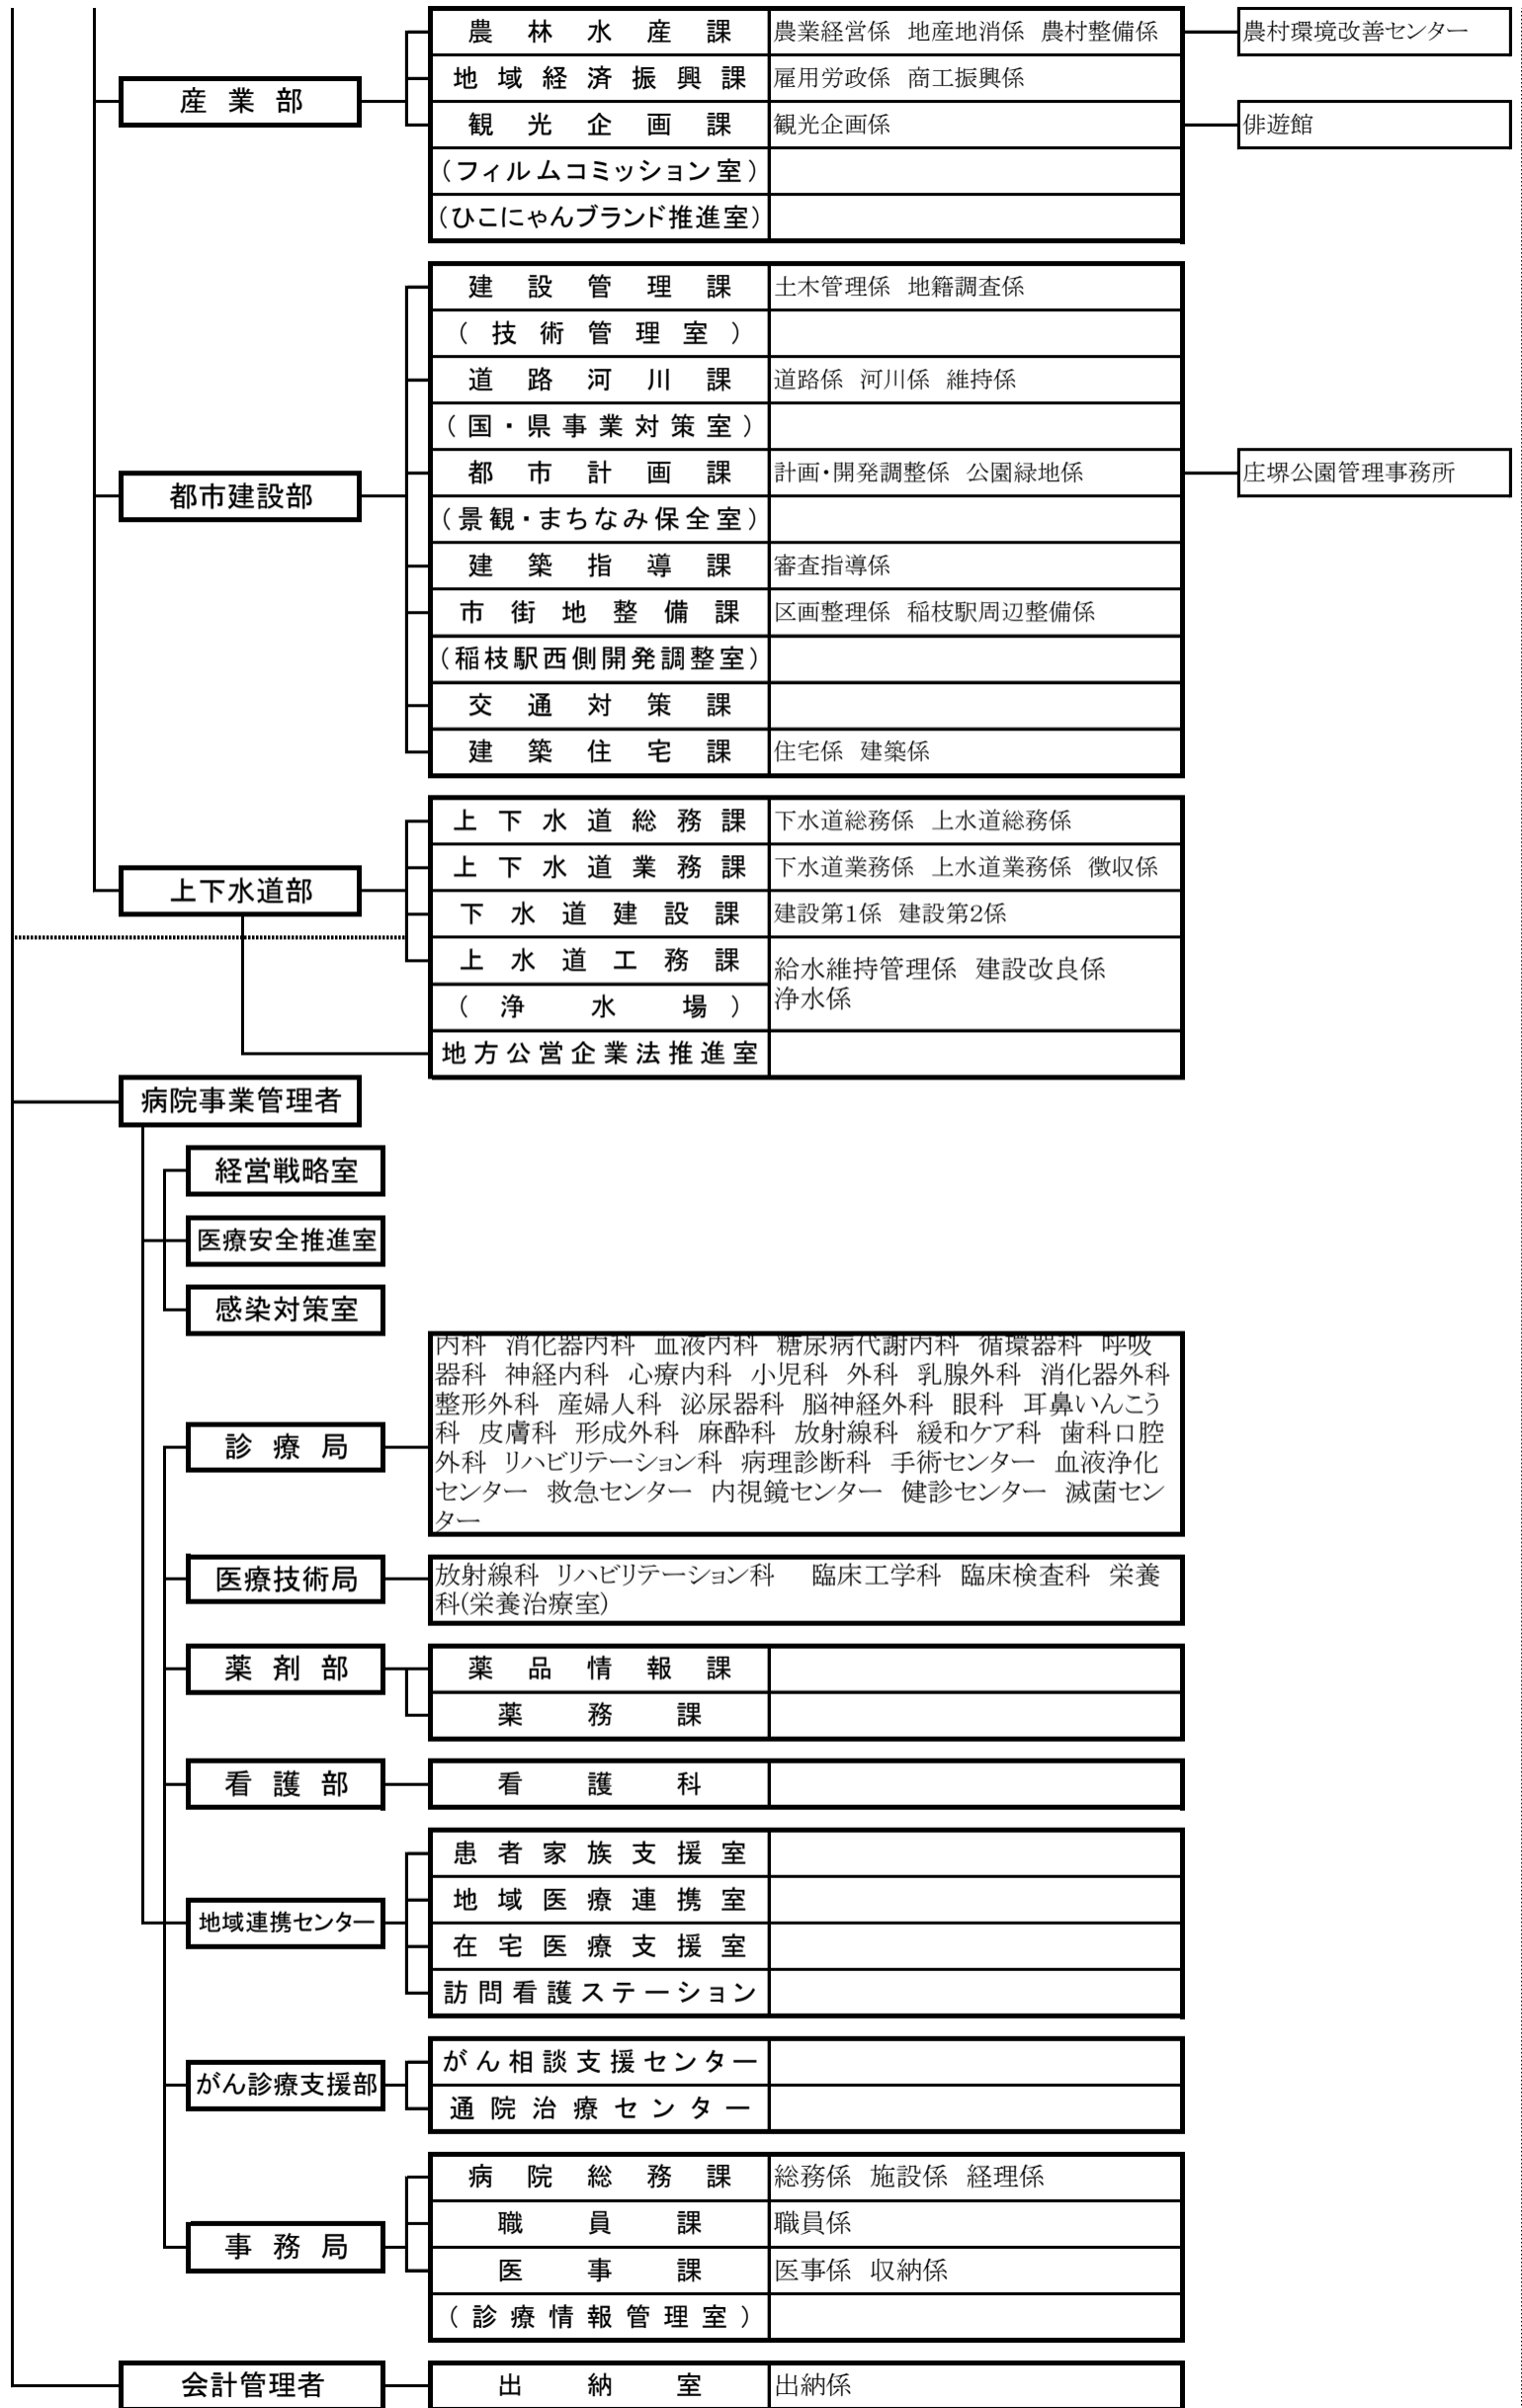 産業部
農林水産課 農業経営係 地産地消係 農村整備係 農村環境改善センター
地域経済振興課 雇用労政係 商工振興係
観光企画課 観光企画係 俳遊館
(フィルムコミッション室)
(ひこにゃんブランド推進室)
都市建設部
建設管理課 土木管理係 地籍調査係
(技術管理室)
道路河川課 道路係 河川係 維持係
(国・県事業対策室)
都市計画課 計画・開発調整係 公園緑地係 庄堺公園管理事務所
(景観・まちなみ保全室)
建築指導課 審査指導係
市街地整備課 区画整理係 稲枝駅周辺整備係
(稲枝駅西側開発調整室)
交通対策課
建築住宅課 住宅係 建築係
上下水道部
上下水道総務課 下水道総務係 上水道総務係
上下水道業務課 下水道業務係 上水道業務係 徴収係
下水道建設課 建設第1係 建設第2係
上水道工務課 給水維持管理係 建設改良係
(浄水場) 浄水係
地方公営企業法推進室
病院事業管理者
経営戦略室
医療安全推進室
感染対策室
診療局
内科 消化器内科 血液内科 糖尿病代謝内科 循環器科 呼吸
器科 神経内科 心療内科 小児科 外科 乳腺外科 消化器外科
整形外科 産婦人科 泌尿器科 脳神経外科 眼科 耳鼻いんこう
科 皮膚科 形成外科 麻酔科 放射線科 緩和ケア科 歯科口腔
外科 リハビリテーション科 病理診断科 手術センター 血液浄化
センター 救急センター 内視鏡センター 健診センター 滅菌セン
ター
医療技術局
放射線科 リハビリテーション科 臨床工学科 臨床検査科 栄養
科(栄養治療室)
薬剤部
薬品情報課
薬務課
看護部
看護科
地域連携センター
患者家族支援室
地域医療連携室
在宅医療支援室
訪問看護ステーション
がん診療支援部
がん相談支援センター
通院治療センター
事務局
病院総務課 総務係 施設係 経理係
職員課 職員係
医事課 医事係 収納係
(診療情報管理室)
会計管理者
出納室 出納係